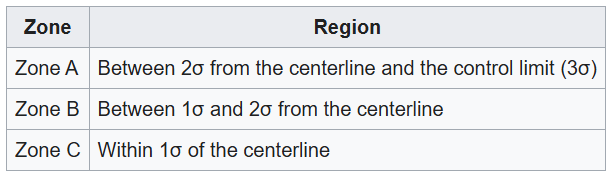 Zone Region
Zone A Between 2σ from the centerline and the control limit (3σ)
Zone B Between 1σ and 2σ from the centerline
Zone C Within 1σ of the centerline